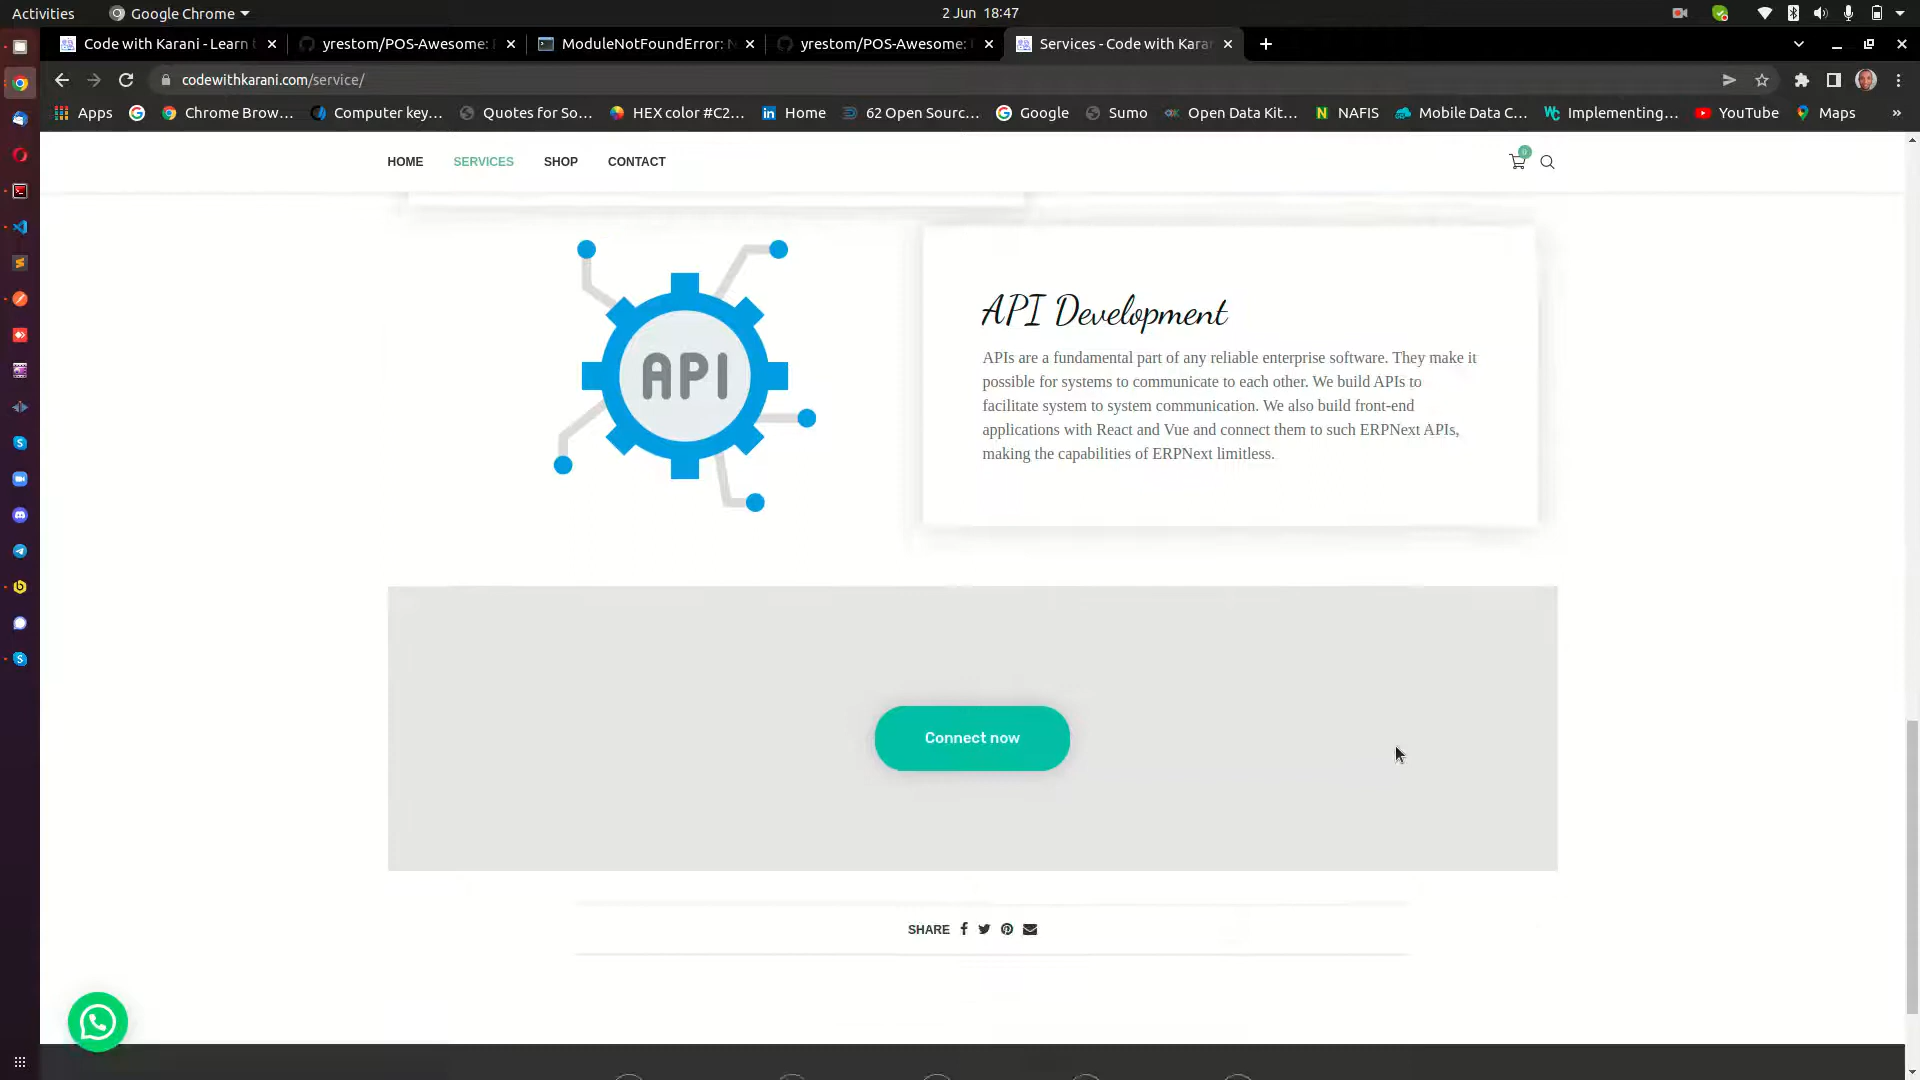 Activities
Google Chrome
2 Jun 18:47
Code with Karani - Learn
yrestom/POS-Awesome:
ModuleNotFoundError:
yrestom/POS-Awesome:
Services - Code with Karan
codewithkarani.com/service/
Apps
Chrome Brow...
Computer key...
Quotes for So...
HEX color #C2...
Home
62 Open Sourc...
Google
Sumo
Open Data Kit...
NAFIS
Mobile Data C...
Implementing...
YouTube
Maps
»
HOME
SERVICES
SHOP
CONTACT
0
API
API Development
APIs are a fundamental part of any reliable enterprise software. They make it
possible for systems to communicate to each other. We build APIs to
facilitate system to system communication. We also build front-end
applications with React and Vue and connect them to such ERPNext APIs,
making the capabilities of ERPNext limitless.
Connect now
SHARE